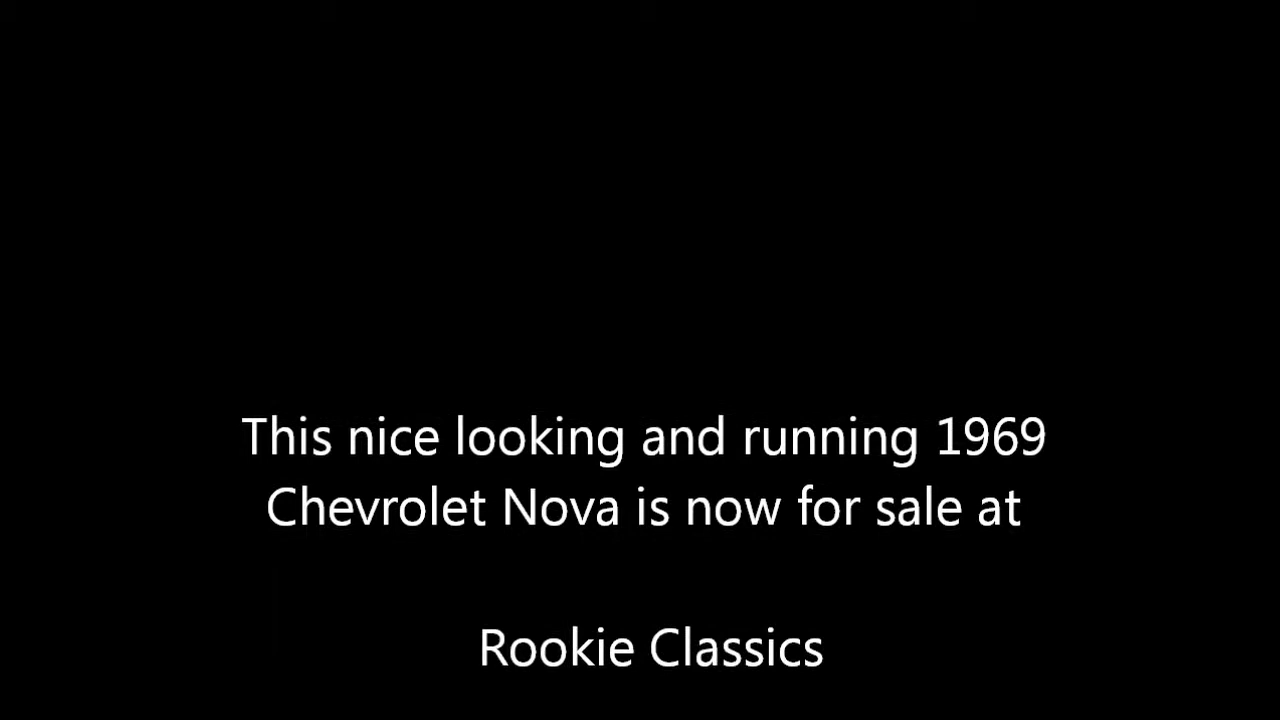 This nice looking and running 1969
Chevrolet Nova is now for sale at
Rookie Classics